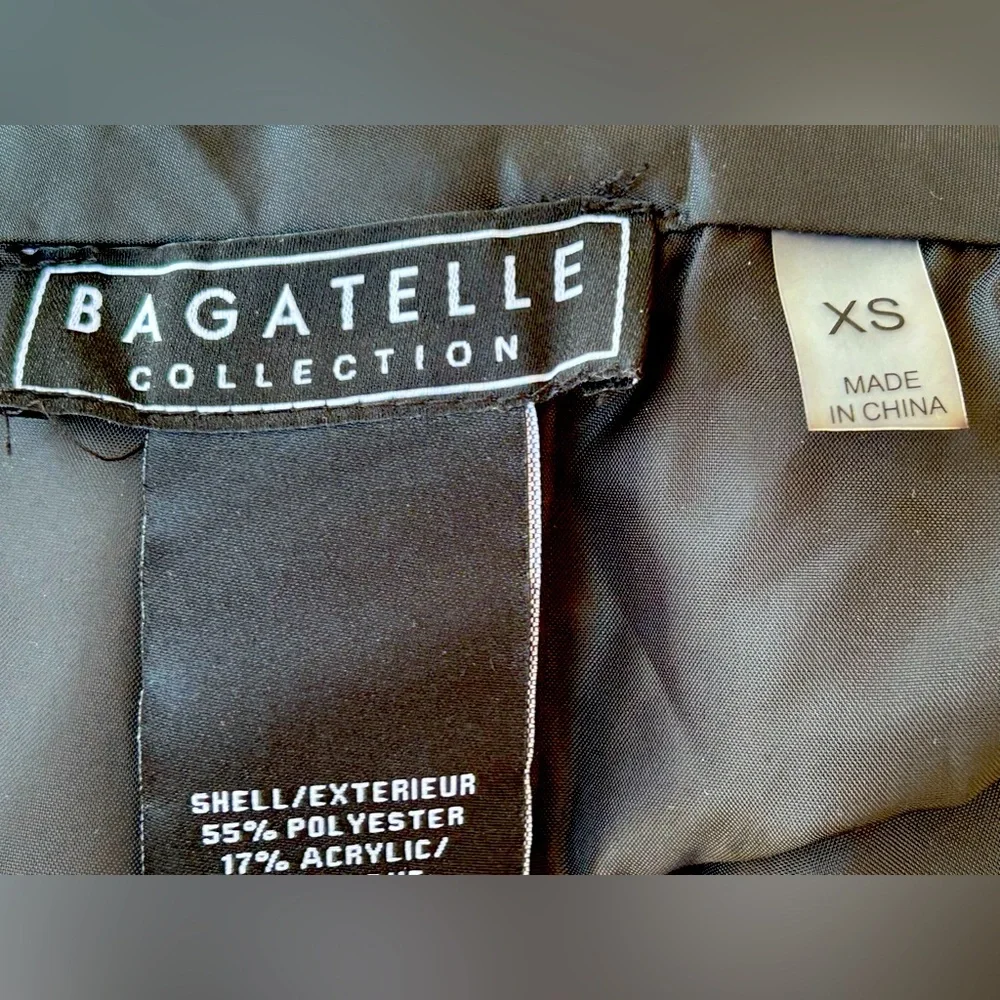 BAGATELLE
COLLECTION
XS
MADE
IN CHINA
SHELL/EXTERIEUR
55% POLYESTER
17% ACRYLIC/